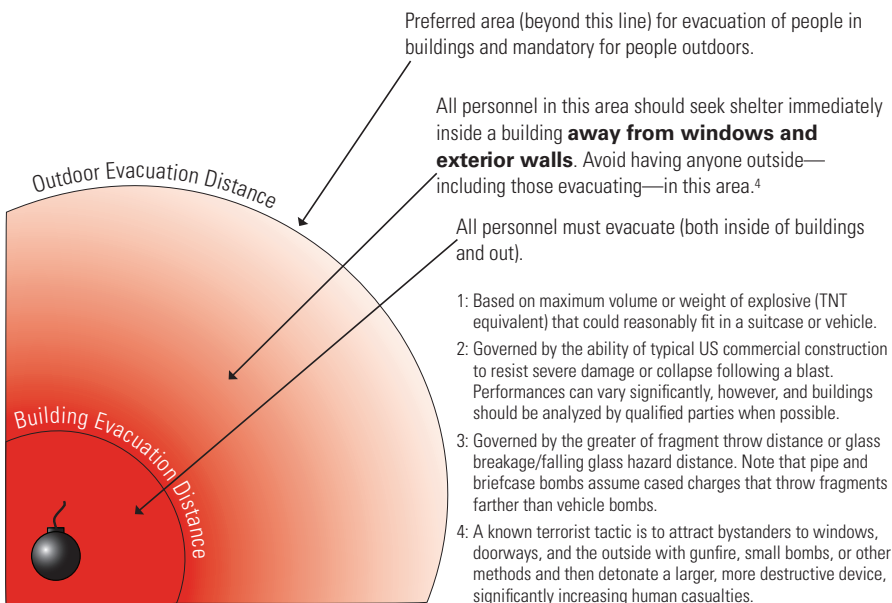 Preferred area (beyond this line) for evacuation of people in
buildings and mandatory for people outdoors.
All personnel in this area should seek shelter immediately
inside a building away from windows and
exterior walls. Avoid having anyone outside—
including those evacuating—in this area.4
All personnel must evacuate (both inside of buildings
and out).
Outdoor Evacuation Distance
Building Evacuation Distance
1: Based on maximum volume or weight of explosive (TNT
equivalent) that could reasonably fit in a suitcase or vehicle.
2: Governed by the ability of typical US commercial construction
to resist severe damage or collapse following a blast.
Performances can vary significantly, however, and buildings
should be analyzed by qualified parties when possible.
3: Governed by the greater of fragment throw distance or glass
breakage/falling glass hazard distance. Note that pipe and
briefcase bombs assume cased charges that throw fragments
farther than vehicle bombs.
4: A known terrorist tactic is to attract bystanders to windows,
doorways, and the outside with gunfire, small bombs, or other
methods and then detonate a larger, more destructive device,
significantly increasing human casualties.